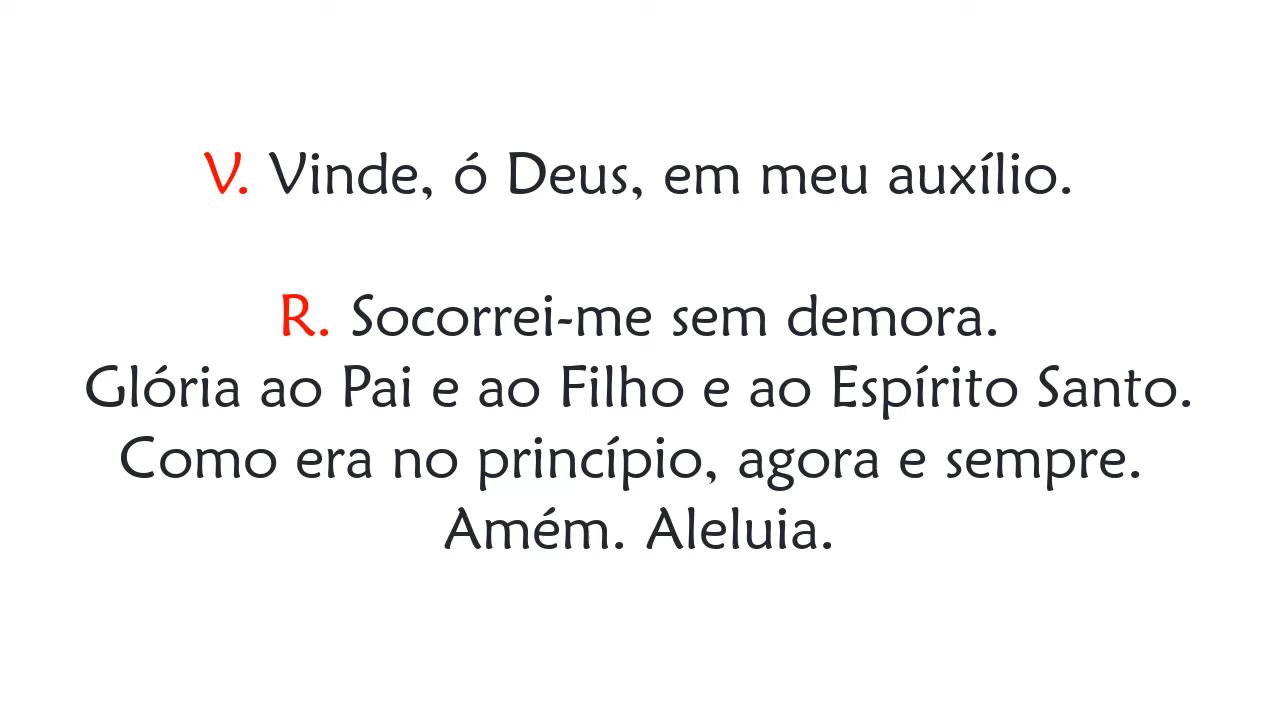 V. Vinde, ó Deus, em meu auxílio.
R. Socorrei-me sem demora.
Glória ao Pai e ao Filho e ao Espírito Santo.
Como era no princípio, agora e sempre.
Amém. Aleluia.